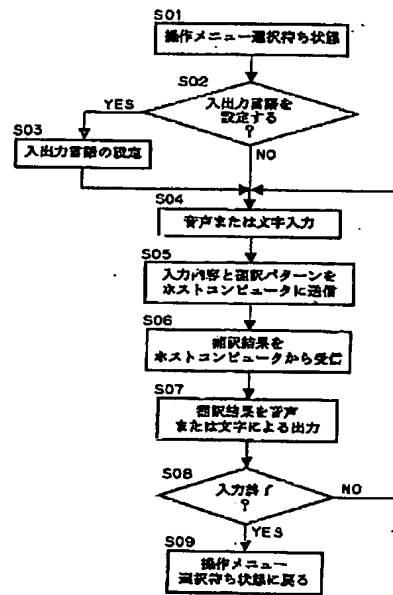 S01
操作メニュー選択待ち状態
S02
入出力言語を
設定する
?
YES
NO
S03
入出力言語の設定
S04
音声または文字入力
S05
入力内容と翻訳パターンを
ホストコンピュータに送信
S06
翻訳結果を
ホストコンピュータから受信
S07
翻訳結果を音声
または文字による出力
S08
入力終了
?
NO
YES
S09
操作メニュー
選択待ち状態に戻る